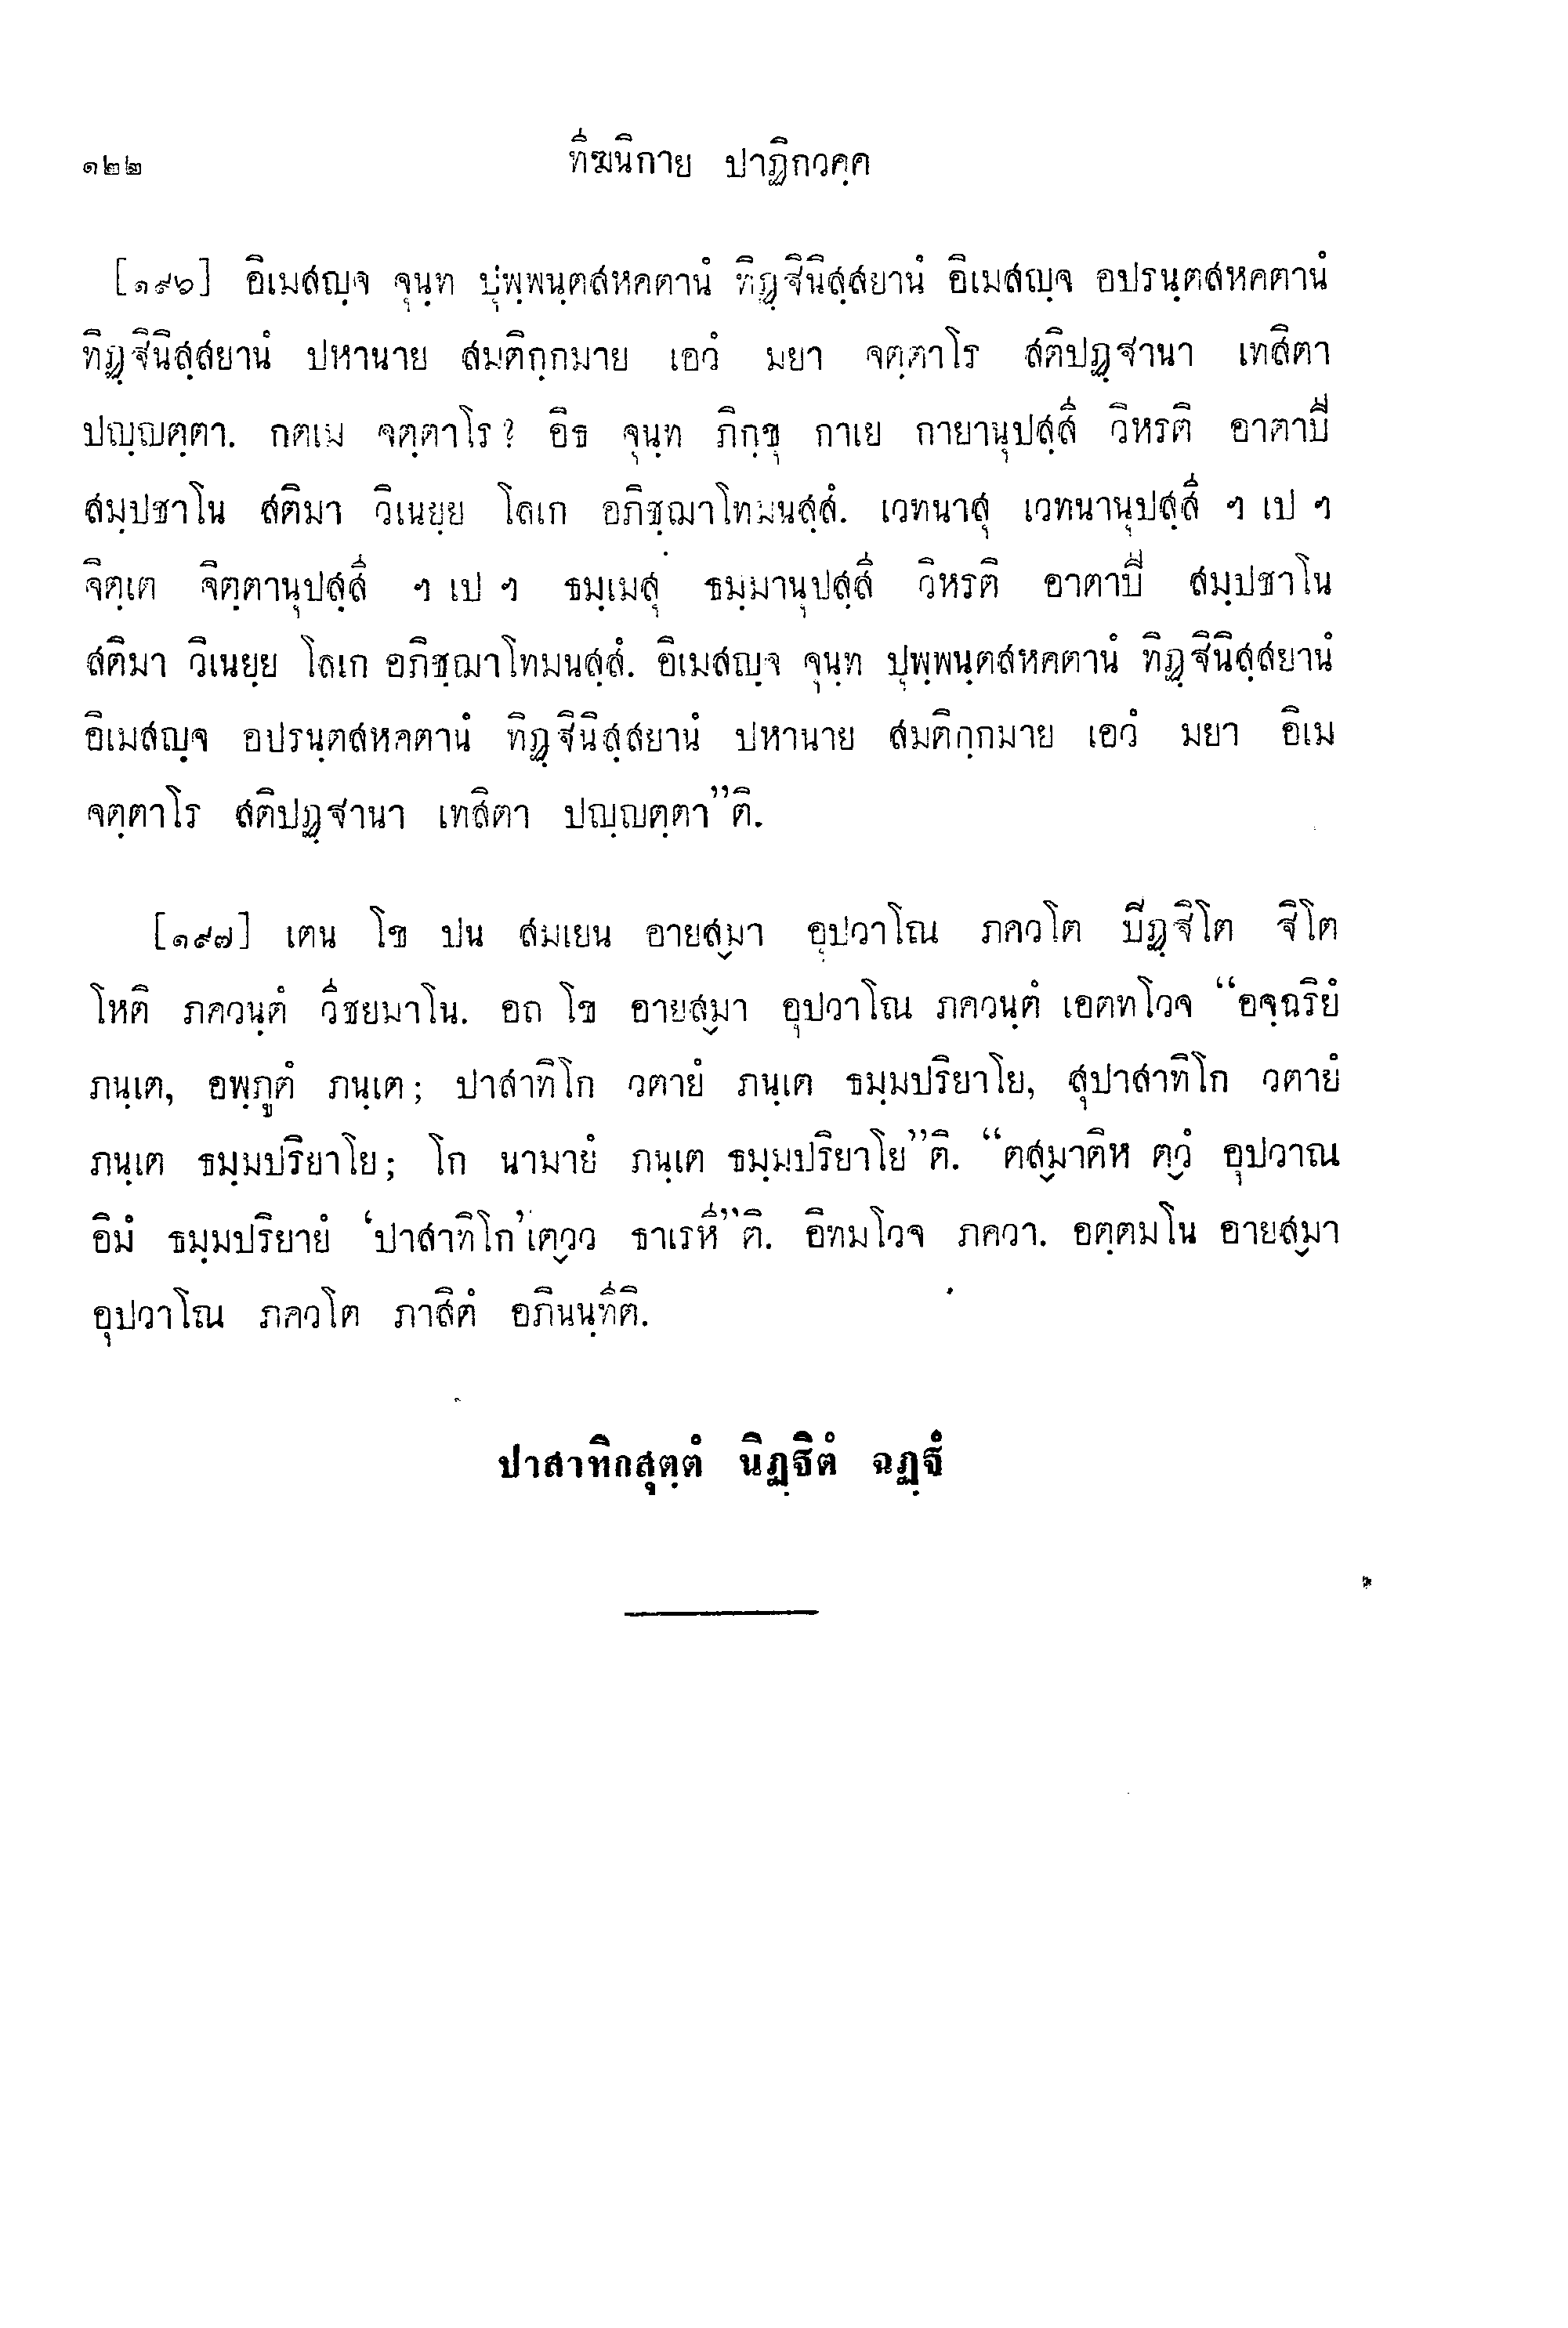 ๑๒๒ ทีฆนิกาย ปาฏิกวคฺค
[๑๙๖] อิเมสญฺจ จุนฺท ปุพฺพนฺตสหคตานํ ทิฏฺฐินิสฺสยานํ อิเมสญฺจ อปรนฺตสหคตานํ
ทิฏฺฐินิสฺสยานํ ปหานาย สมติกฺกมาย เอวํ มยา จตฺตาโร สติปฏฺฐานา เทสิตา
ปญฺญตฺตา. กตเม จตฺตาโร? อิธ จุนฺท ภิกฺขุ กาเย กายานุปสฺสี วิหรติ อาตาปี
สมฺปชาโน สติมา วิเนยฺย โลเก อภิชฺฌาโทมนสฺสํ. เวทนาสุ เวทนานุปสฺสี ฯ เป ฯ
จิตฺเต จิตฺตานุปสฺสี ฯ เป ฯ ธมฺเมสุ ธมฺมานุปสฺสี วิหรติ อาตาปี สมฺปชาโน
สติมา วิเนยฺย โลเก อภิชฺฌาโทมนสฺสํ. อิเมสญฺจ จุนฺท ปุพฺพนฺตสหคตานํ ทิฏฺฐินิสฺสยานํ
อิเมสญฺจ อปรนฺตสหคตานํ ทิฏฺฐินิสฺสยานํ ปหานาย สมติกฺกมาย เอวํ มยา อิเม
จตฺตาโร สติปฏฺฐานา เทสิตา ปญฺญตฺตา”ติ.
[๑๙๗] เตน โข ปน สมเยน อายสฺมา อุปวาโณ ภควโต ปิฏฺฐิโต ฐิโต
โหติ ภควนฺตํ วีชยมาโน. อถ โข อายสฺมา อุปวาโณ ภควนฺตํ เอตทโวจ “อจฺฉริยํ
ภนฺเต, อพฺภูตํ ภนฺเต; ปาสาทิโก วตายํ ภนฺเต ธมฺมปริยาโย, สุปาสาทิโก วตายํ
ภนฺเต ธมฺมปริยาโย; โก นามายํ ภนฺเต ธมฺมปริยาโย”ติ. “ตสฺมาติห ตฺวํ อุปวาณ
อิมํ ธมฺมปริยายํ ‘ปาสาทิโก’เตฺวว ธาเรหี”ติ. อิทมโวจ ภควา. อตฺตมโน อายสฺมา
อุปวาโณ ภควโต ภาสิตํ อภินนฺทีติ.
ปาสาทิกสุตฺตํ นิฏฺฐิตํ ฉฏฺฐํ